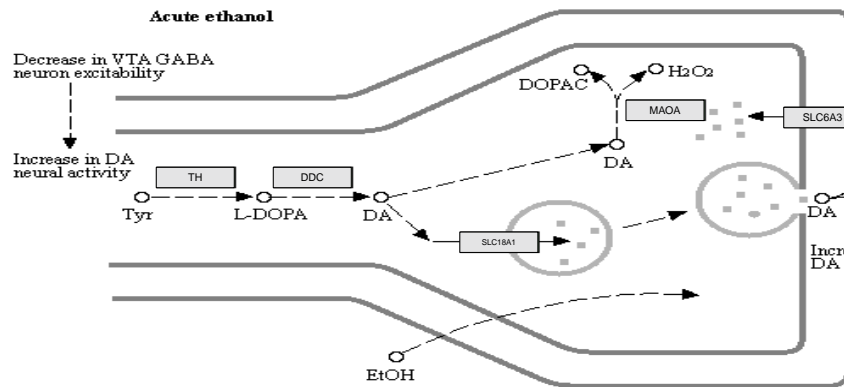 Acute ethanol
Decrease in VTA GABA
neuron excitability
Increase in DA
neural activity
TH
DDC
Tyr
L-DOPA
DA
SLC18A1
DOPAC
H2O2
MAOA
SLC6A3
DA
DA
DA
EtOH